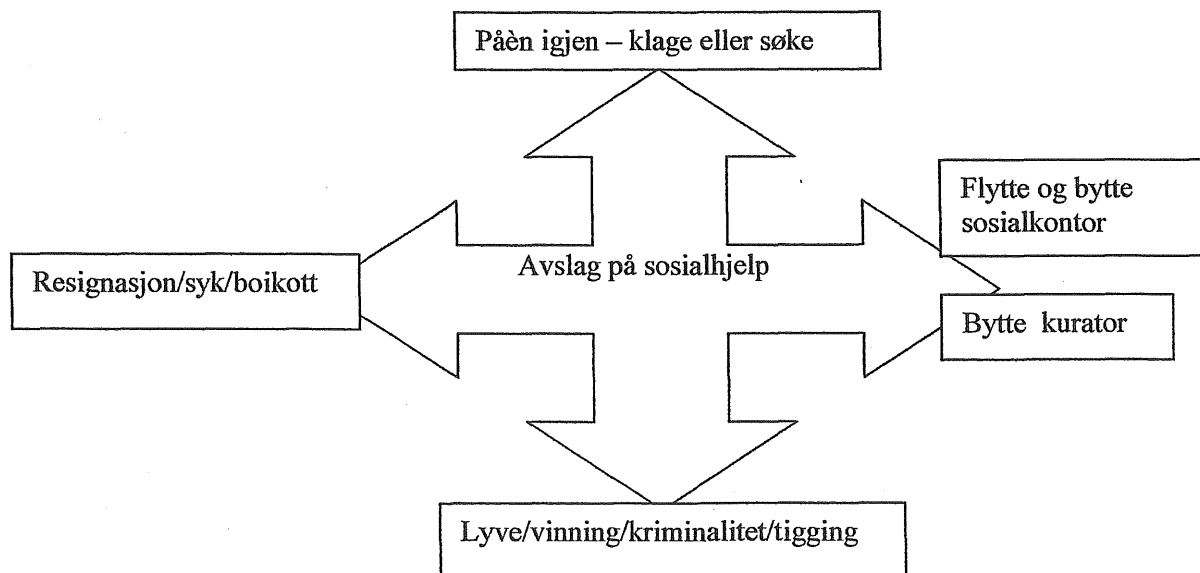 Påèn igjen – klage eller søke
Flytte og bytte
sosialkontor
Avslag på sosialhjelp
Resignasjon/syk/boikott
Bytte kurator
Lyve/vinning/kriminalitet/tigging